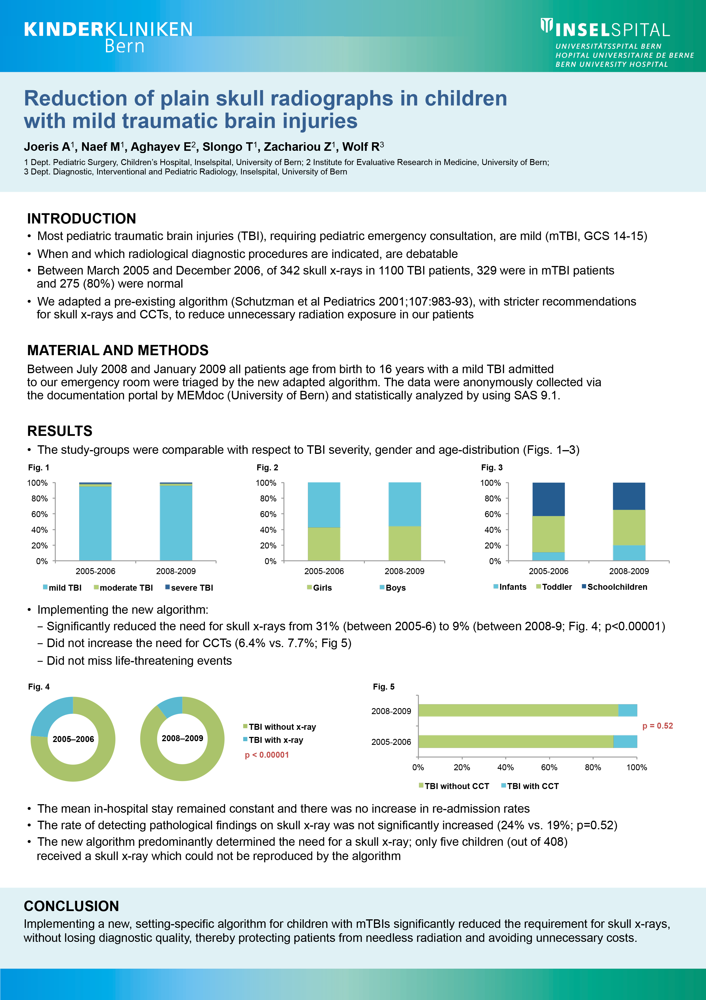 KINDERKLINIKEN
Bern
INSELSPITAL
UNIVERSITÄTSSPITAL BERN
HOPITAL UNIVERSITAIRE DE BERNE
BERN UNIVERSITY HOSPITAL
Reduction of plain skull radiographs in children
with mild traumatic brain injuries
Joeris A1, Naef M1, Aghayev E2, Slongo T1, Zachariou Z1, Wolf R3
1 Dept. Pediatric Surgery, Children’s Hospital, Inselspital, University of Bern; 2 Institute for Evaluative Research in Medicine, University of Bern;
3 Dept. Diagnostic, Interventional and Pediatric Radiology, Inselspital, University of Bern
INTRODUCTION
• Most pediatric traumatic brain injuries (TBI), requiring pediatric emergency consultation, are mild (mTBI, GCS 14-15)
• When and which radiological diagnostic procedures are indicated, are debatable
• Between March 2005 and December 2006, of 342 skull x-rays in 1100 TBI patients, 329 were in mTBI patients
and 275 (80%) were normal
• We adapted a pre-existing algorithm (Schutzman et al Pediatrics 2001;107:983-93), with stricter recommendations
for skull x-rays and CCTs, to reduce unnecessary radiation exposure in our patients
MATERIAL AND METHODS
Between July 2008 and January 2009 all patients age from birth to 16 years with a mild TBI admitted
to our emergency room were triaged by the new adapted algorithm. The data were anonymously collected via
the documentation portal by MEMdoc (University of Bern) and statistically analyzed by using SAS 9.1.
RESULTS
• The study-groups were comparable with respect to TBI severity, gender and age-distribution (Figs. 1–3)
Fig. 1
100%
80%
60%
40%
20%
0%
2005-2006 2008-2009
mild TBI moderate TBI severe TBI
Fig. 2
100%
80%
60%
40%
20%
0%
2005-2006 2008-2009
Girls Boys
Fig. 3
100%
80%
60%
40%
20%
0%
2005-2006 2008-2009
Infants Toddler Schoolchildren
• Implementing the new algorithm:
– Significantly reduced the need for skull x-rays from 31% (between 2005-6) to 9% (between 2008-9; Fig. 4; p<0.00001)
– Did not increase the need for CCTs (6.4% vs. 7.7%; Fig 5)
– Did not miss life-threatening events
Fig. 4
2005–2006
2008–2009
TBI without x-ray
TBI with x-ray
p < 0.00001
Fig. 5
2008-2009
p = 0.52
2005-2006
0% 20% 40% 60% 80% 100%
TBI without CCT TBI with CCT
• The mean in-hospital stay remained constant and there was no increase in re-admission rates
• The rate of detecting pathological findings on skull x-ray was not significantly increased (24% vs. 19%; p=0.52)
• The new algorithm predominantly determined the need for a skull x-ray; only five children (out of 408)
received a skull x-ray which could not be reproduced by the algorithm
CONCLUSION
Implementing a new, setting-specific algorithm for children with mTBIs significantly reduced the requirement for skull x-rays,
without losing diagnostic quality, thereby protecting patients from needless radiation and avoiding unnecessary costs.